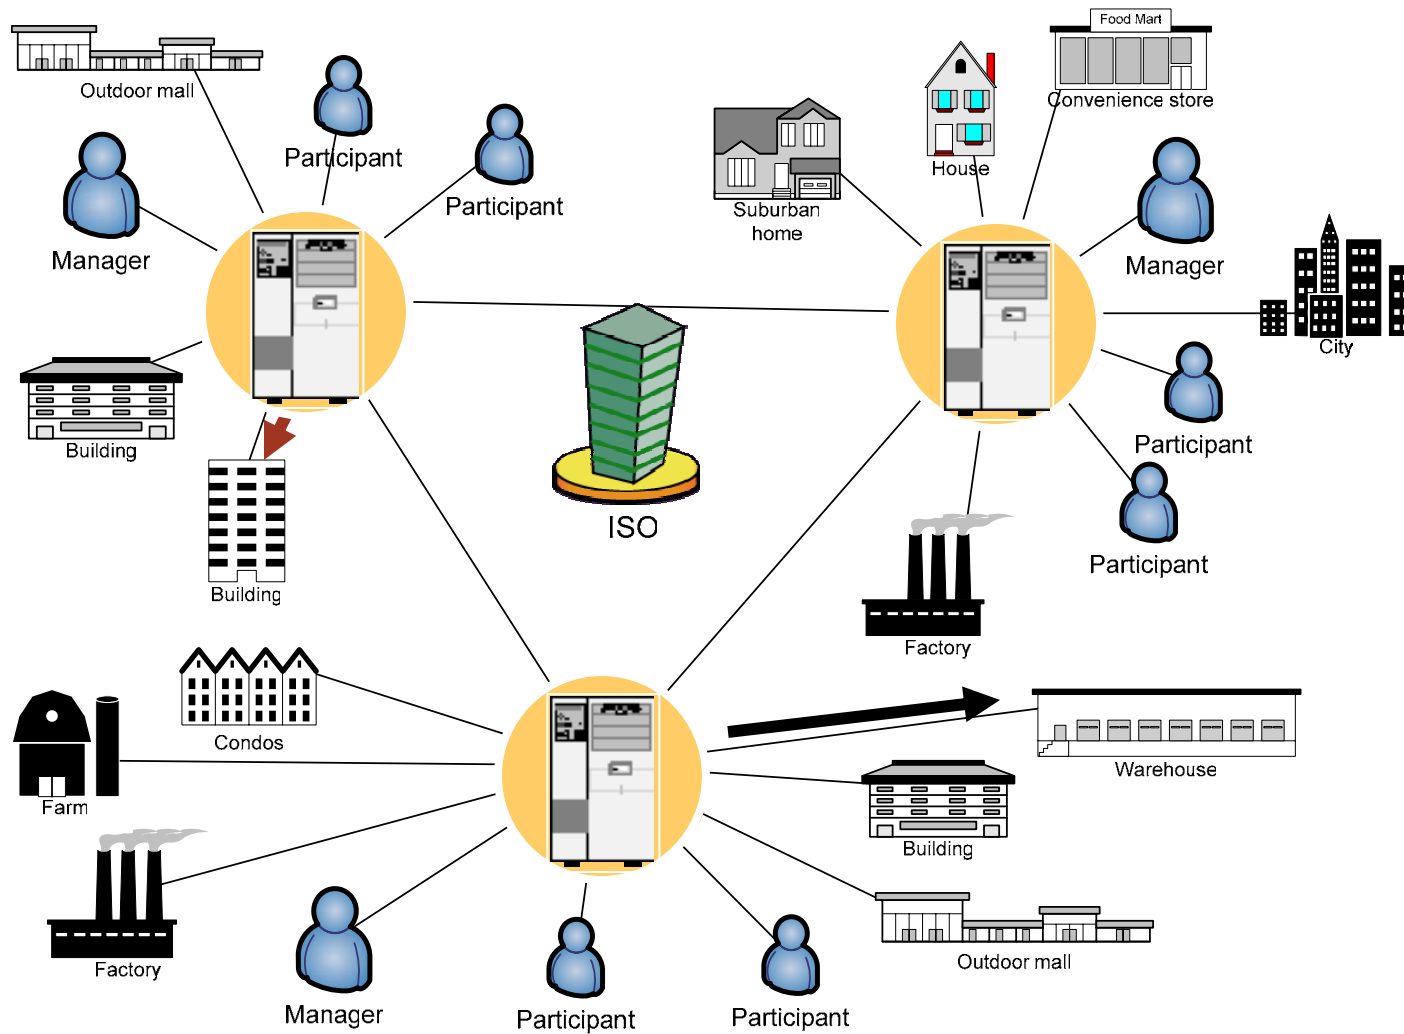 Food Mart
Outdoor mall
Convenience store
Participant
House
Participant
Suburban
home
Manager
Manager
City
Building
Participant
ISO
Participant
Building
Factory
Condos
Warehouse
Farm
Building
Outdoor mall
Factory
Manager
Participant
Participant